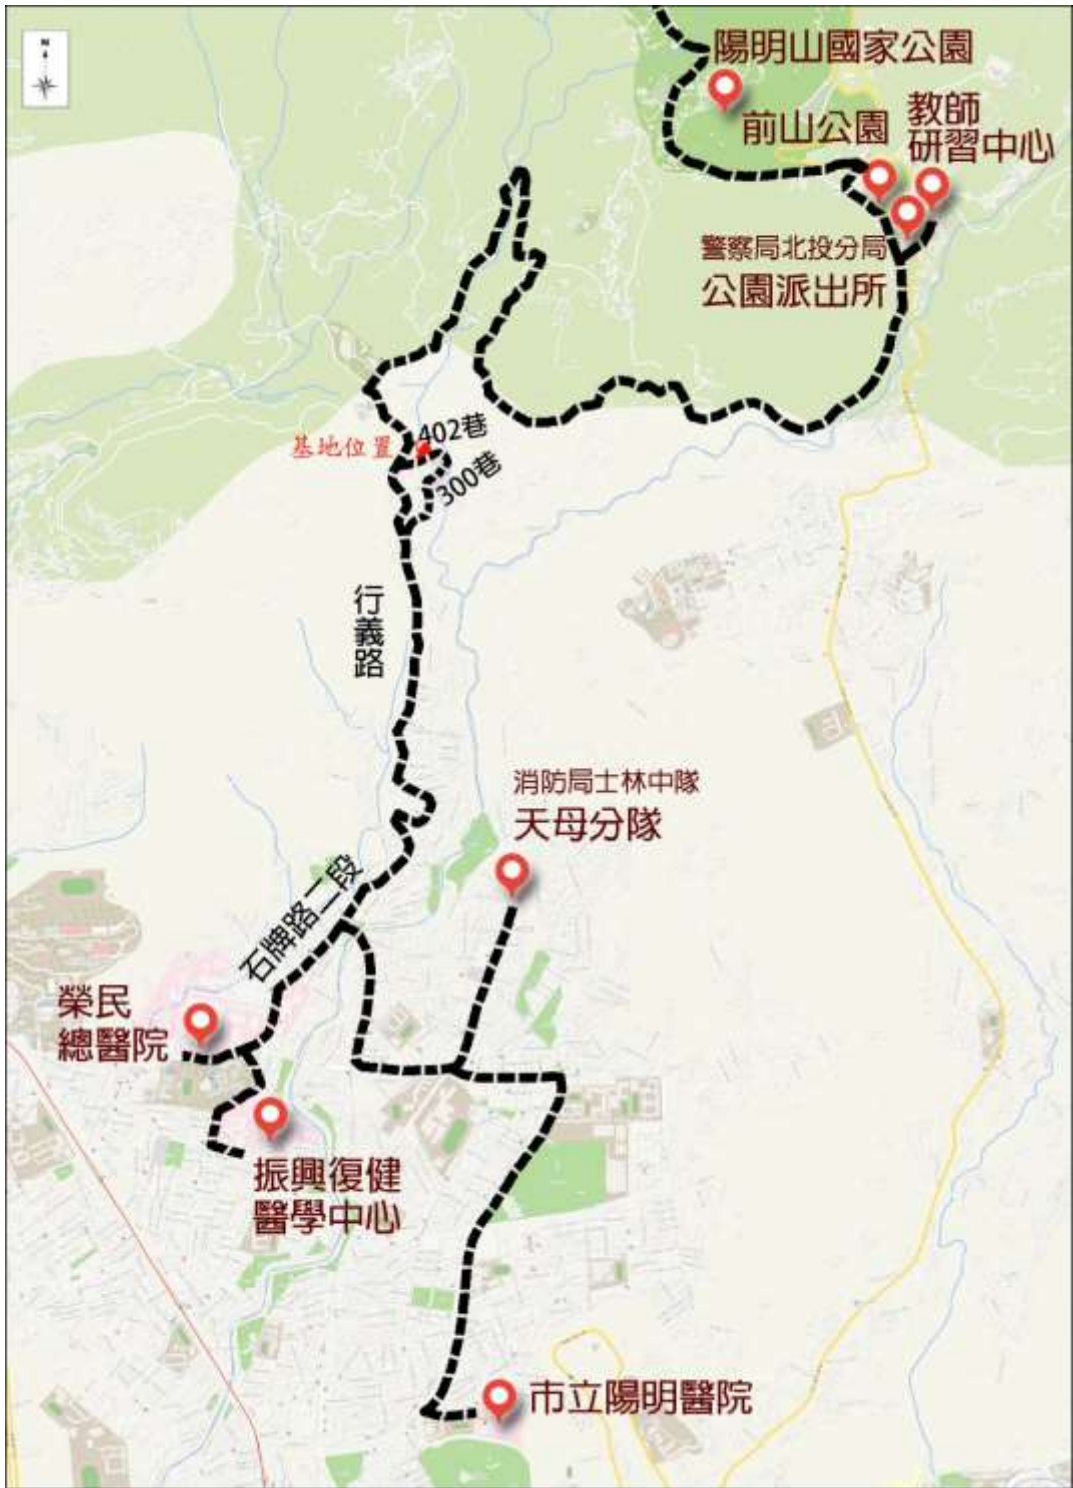 N
陽明山國家公園
前山公園
教師
研習中心
警察局北投分局
公園派出所
402巷
基地位置
300巷
行義路
消防局士林中隊
天母分隊
石牌路二段
榮民
總醫院
振興復健
醫學中心
市立陽明醫院